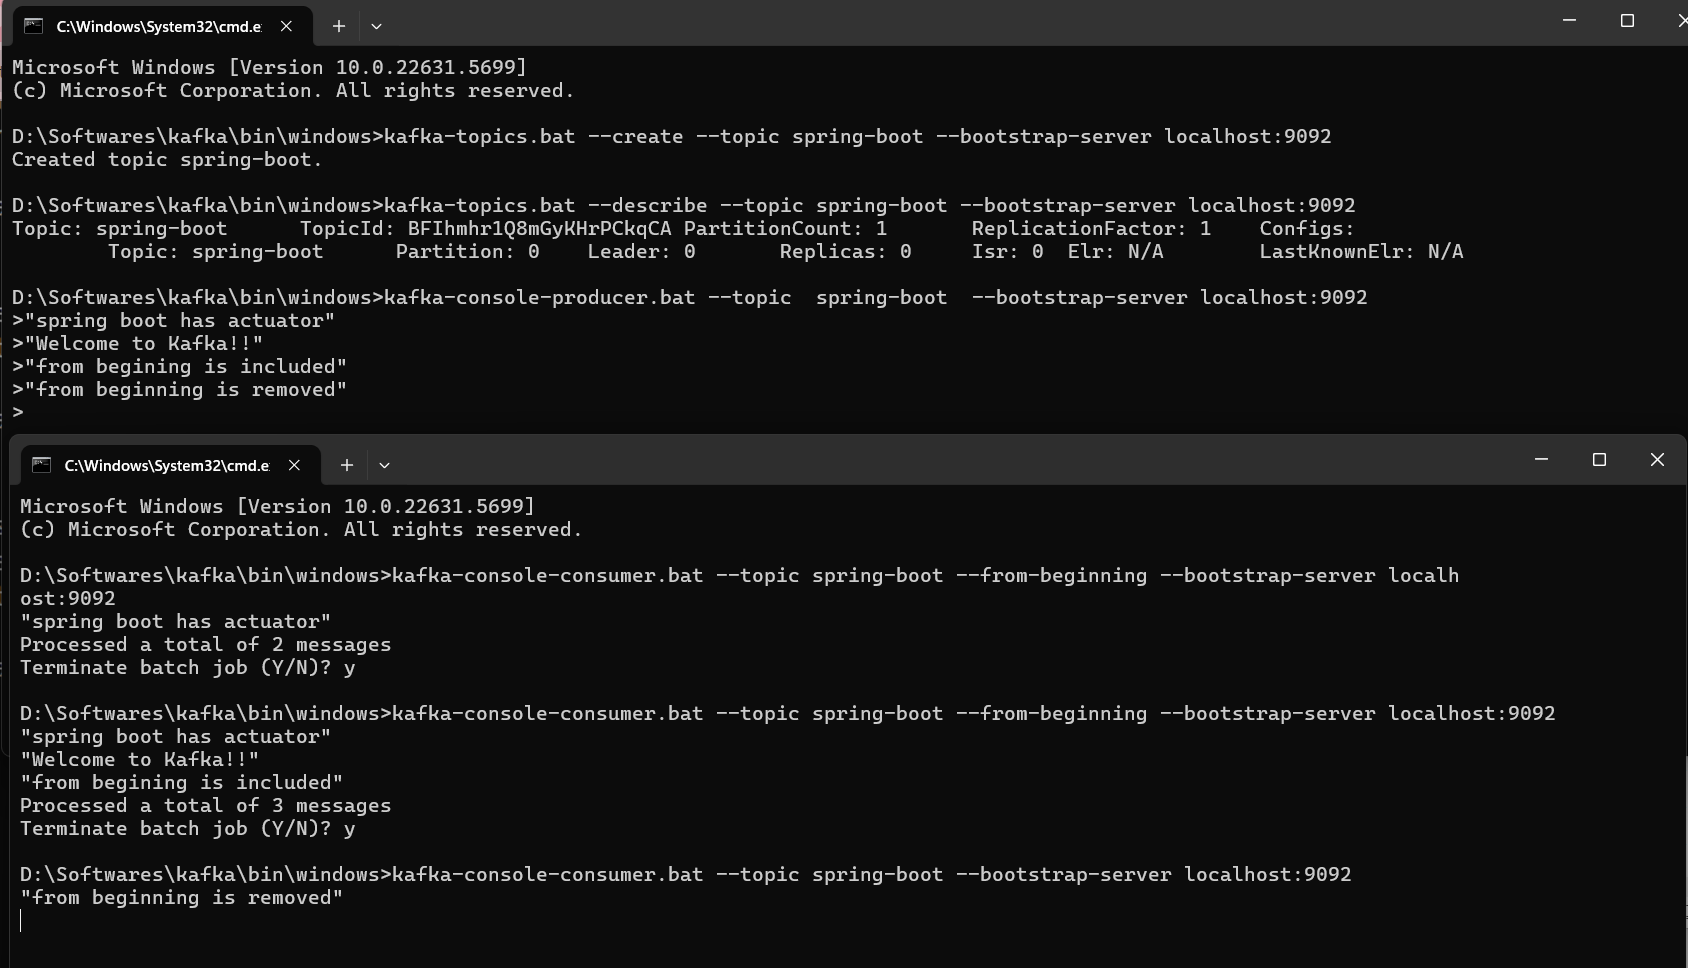 C:\Windows\System32\cmd.e
Microsoft Windows [Version 10.0.22631.5699]
(c) Microsoft Corporation. All rights reserved.
D:\Softwares\kafka\bin\windows>kafka-topics.bat --create --topic spring-boot --bootstrap-server localhost:9092
Created topic spring-boot.
D:\Softwares\kafka\bin\windows>kafka-topics.bat --describe --topic spring-boot --bootstrap-server localhost:9092
Topic: spring-boot      TopicId: BFIhmhr1Q8mGyKHrPCkqCA PartitionCount: 1       ReplicationFactor: 1    Configs:
        Topic: spring-boot      Partition: 0    Leader: 0       Replicas: 0     Isr: 0  Elr: N/A        LastKnownElr: N/A
D:\Softwares\kafka\bin\windows>kafka-console-producer.bat --topic  spring-boot  --bootstrap-server localhost:9092
>"spring boot has actuator"
>"Welcome to Kafka!!"
>"from begining is included"
>"from beginning is removed"
>
C:\Windows\System32\cmd.e
Microsoft Windows [Version 10.0.22631.5699]
(c) Microsoft Corporation. All rights reserved.
D:\Softwares\kafka\bin\windows>kafka-console-consumer.bat --topic spring-boot --from-beginning --bootstrap-server localh
ost:9092
"spring boot has actuator"
Processed a total of 2 messages
Terminate batch job (Y/N)? y
D:\Softwares\kafka\bin\windows>kafka-console-consumer.bat --topic spring-boot --from-beginning --bootstrap-server localhost:9092
"spring boot has actuator"
"Welcome to Kafka!!"
"from begining is included"
Processed a total of 3 messages
Terminate batch job (Y/N)? y
D:\Softwares\kafka\bin\windows>kafka-console-consumer.bat --topic spring-boot --bootstrap-server localhost:9092
"from beginning is removed"